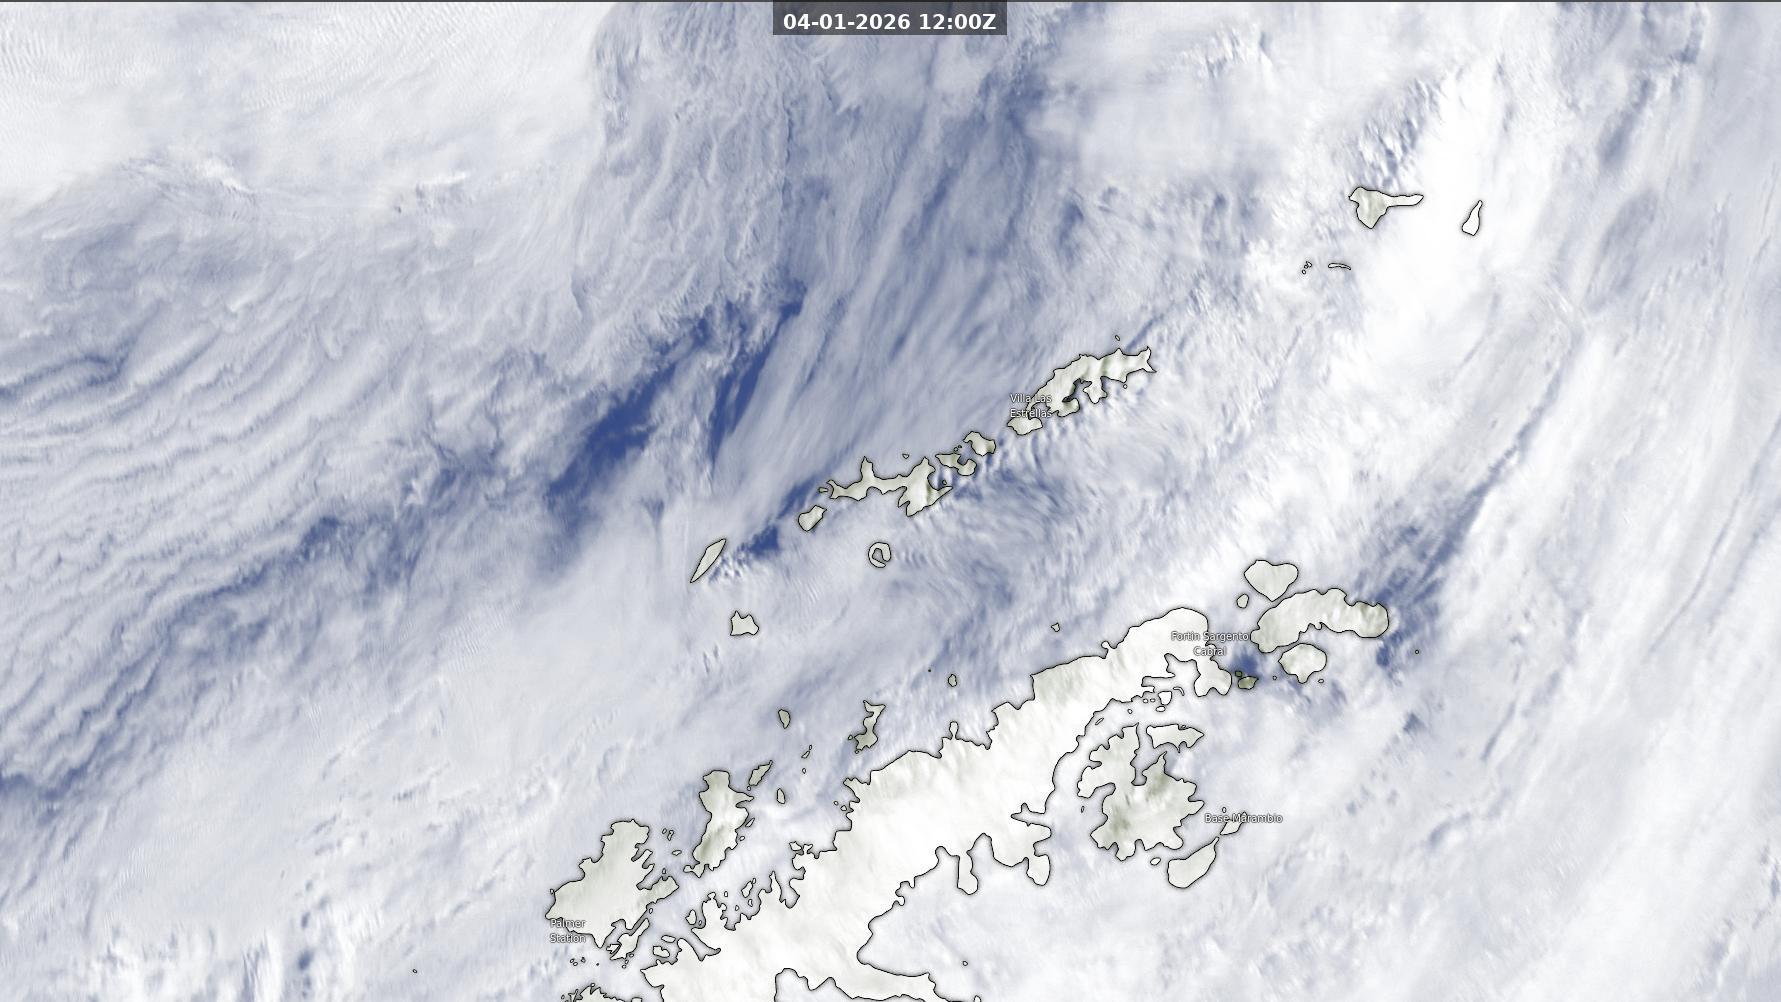 04-01-2026 12:00Z
Villa Las
Estrellas
Fortín Sargento
Cabral
Base Marambio
Palmer
Station